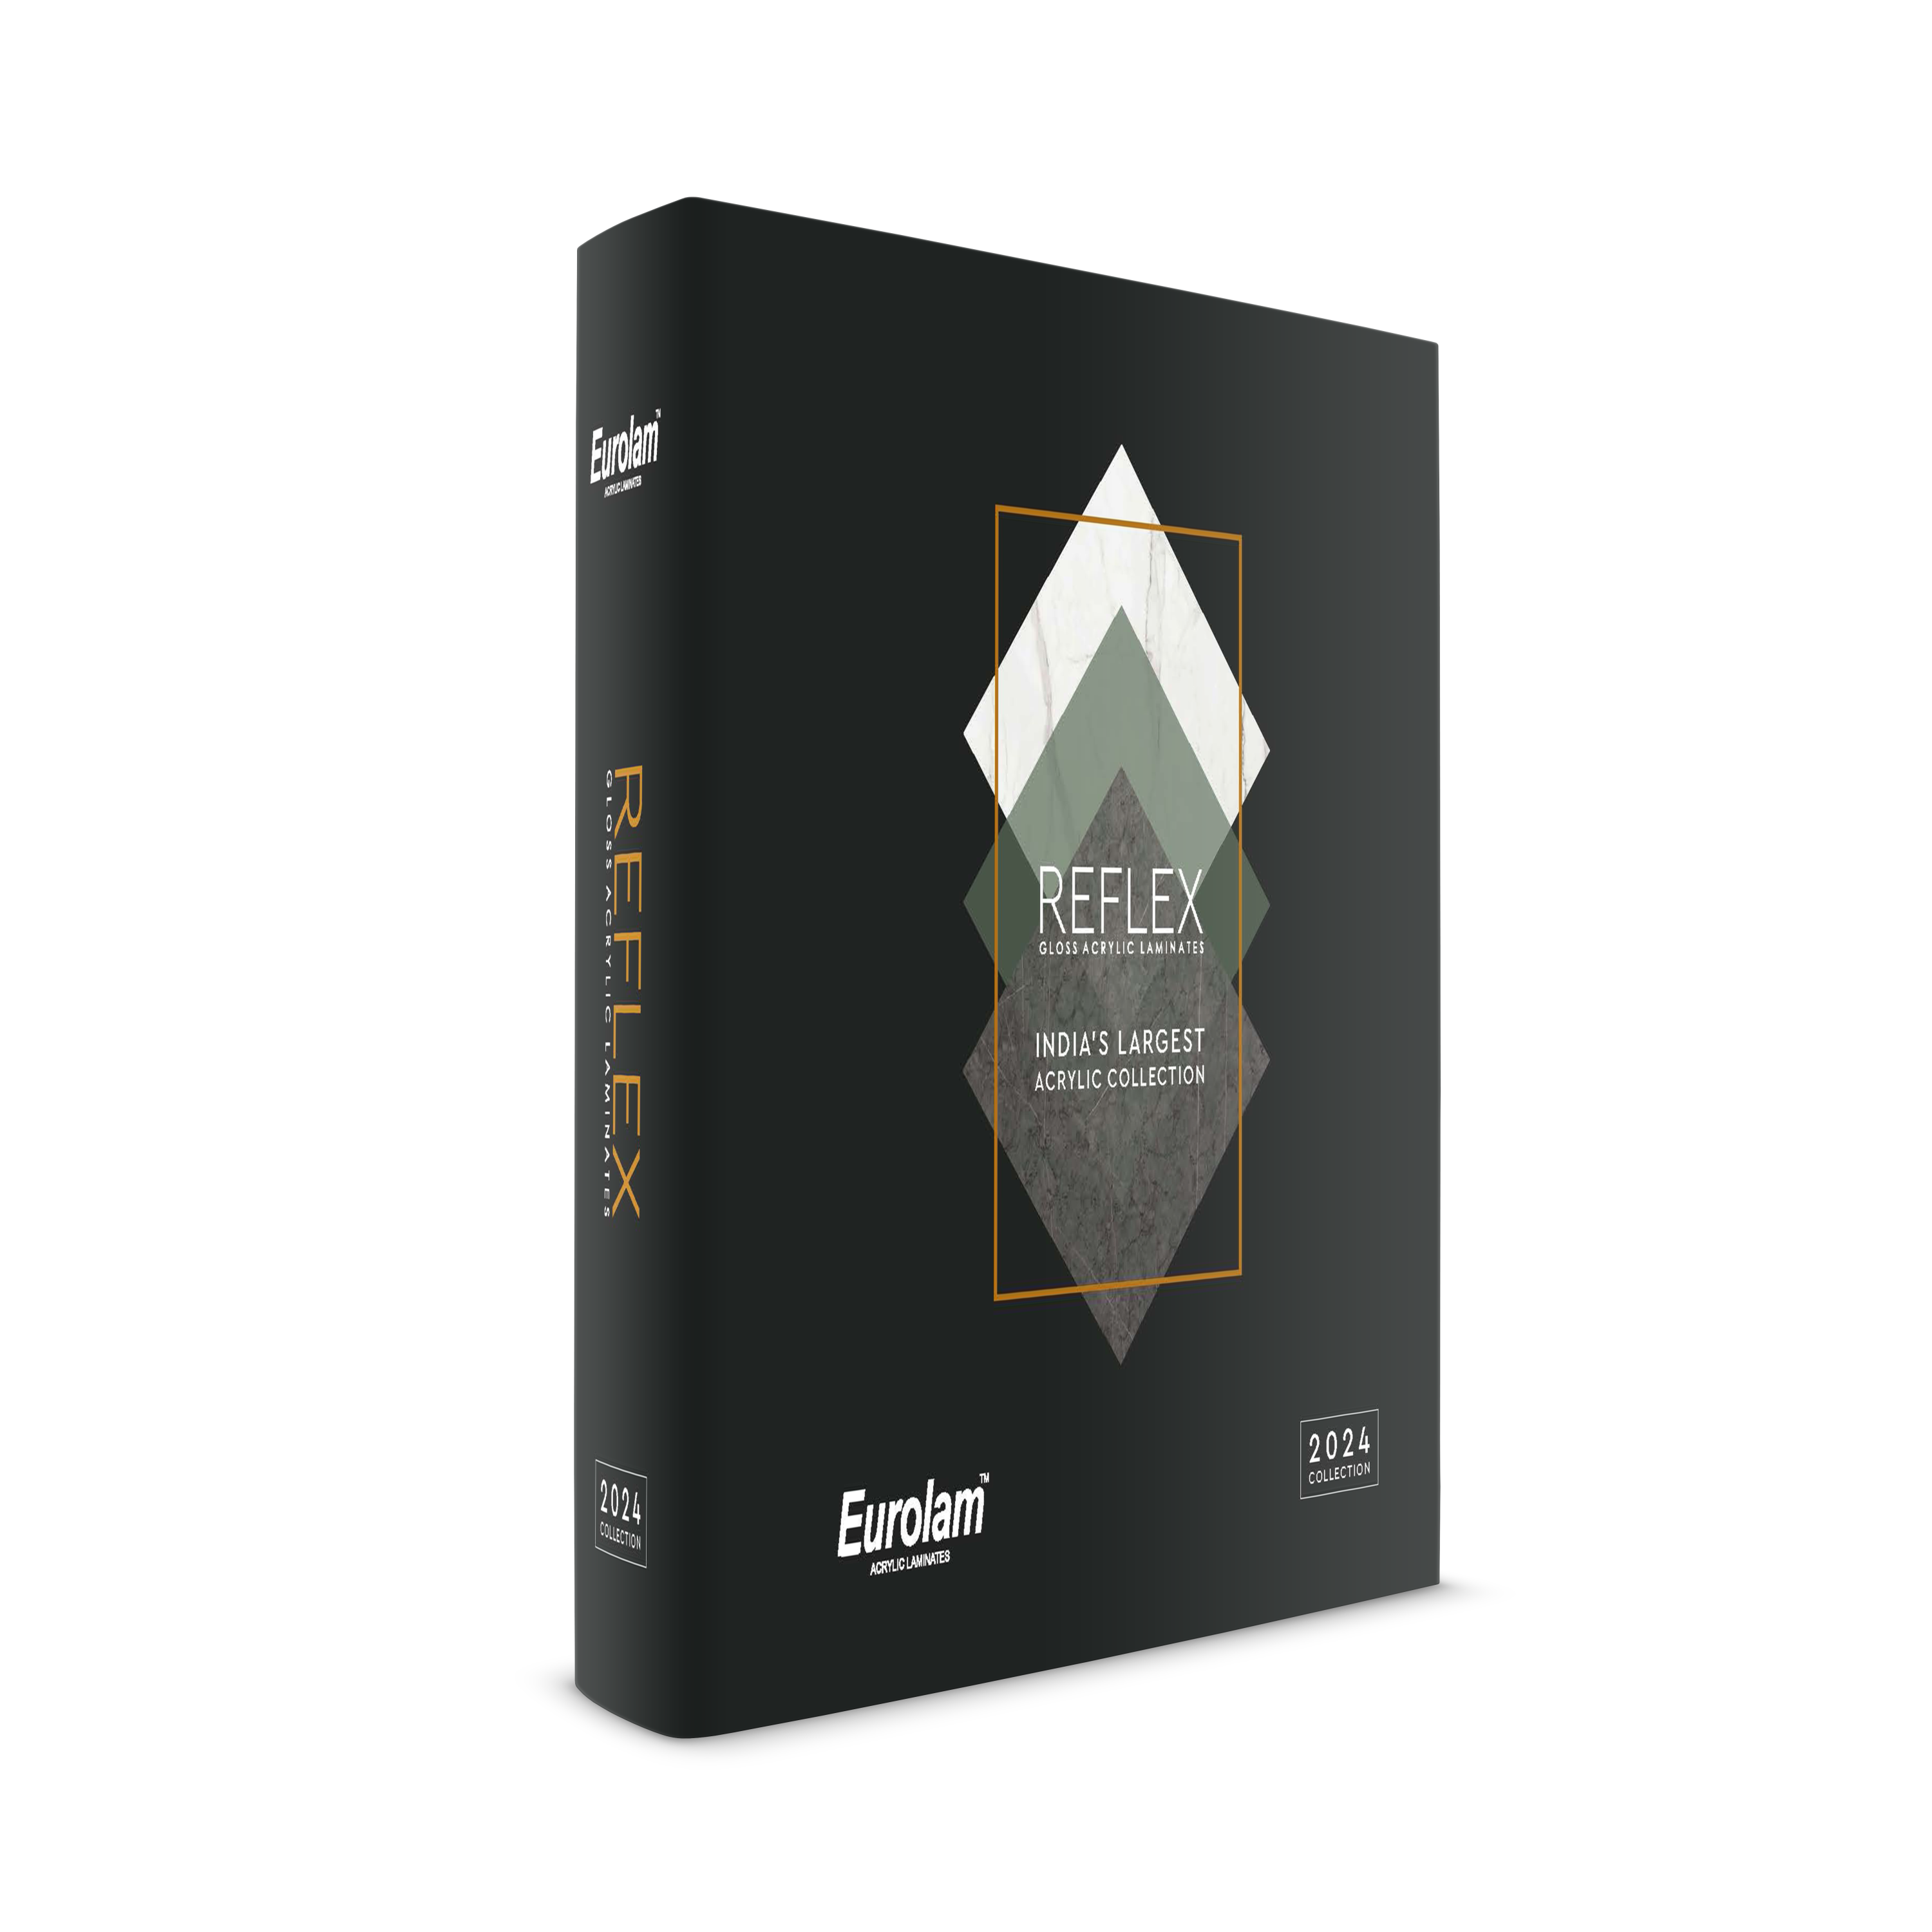 Eurolam™
ACRYLIC LAMINATES
REFLEX
GLOSS ACRYLIC LAMINATES
2024
COLLECTION
REFLEX
GLOSS ACRYLIC LAMINATES
INDIA'S LARGEST
ACRYLIC COLLECTION
Eurolam™
ACRYLIC LAMINATES
2024
COLLECTION